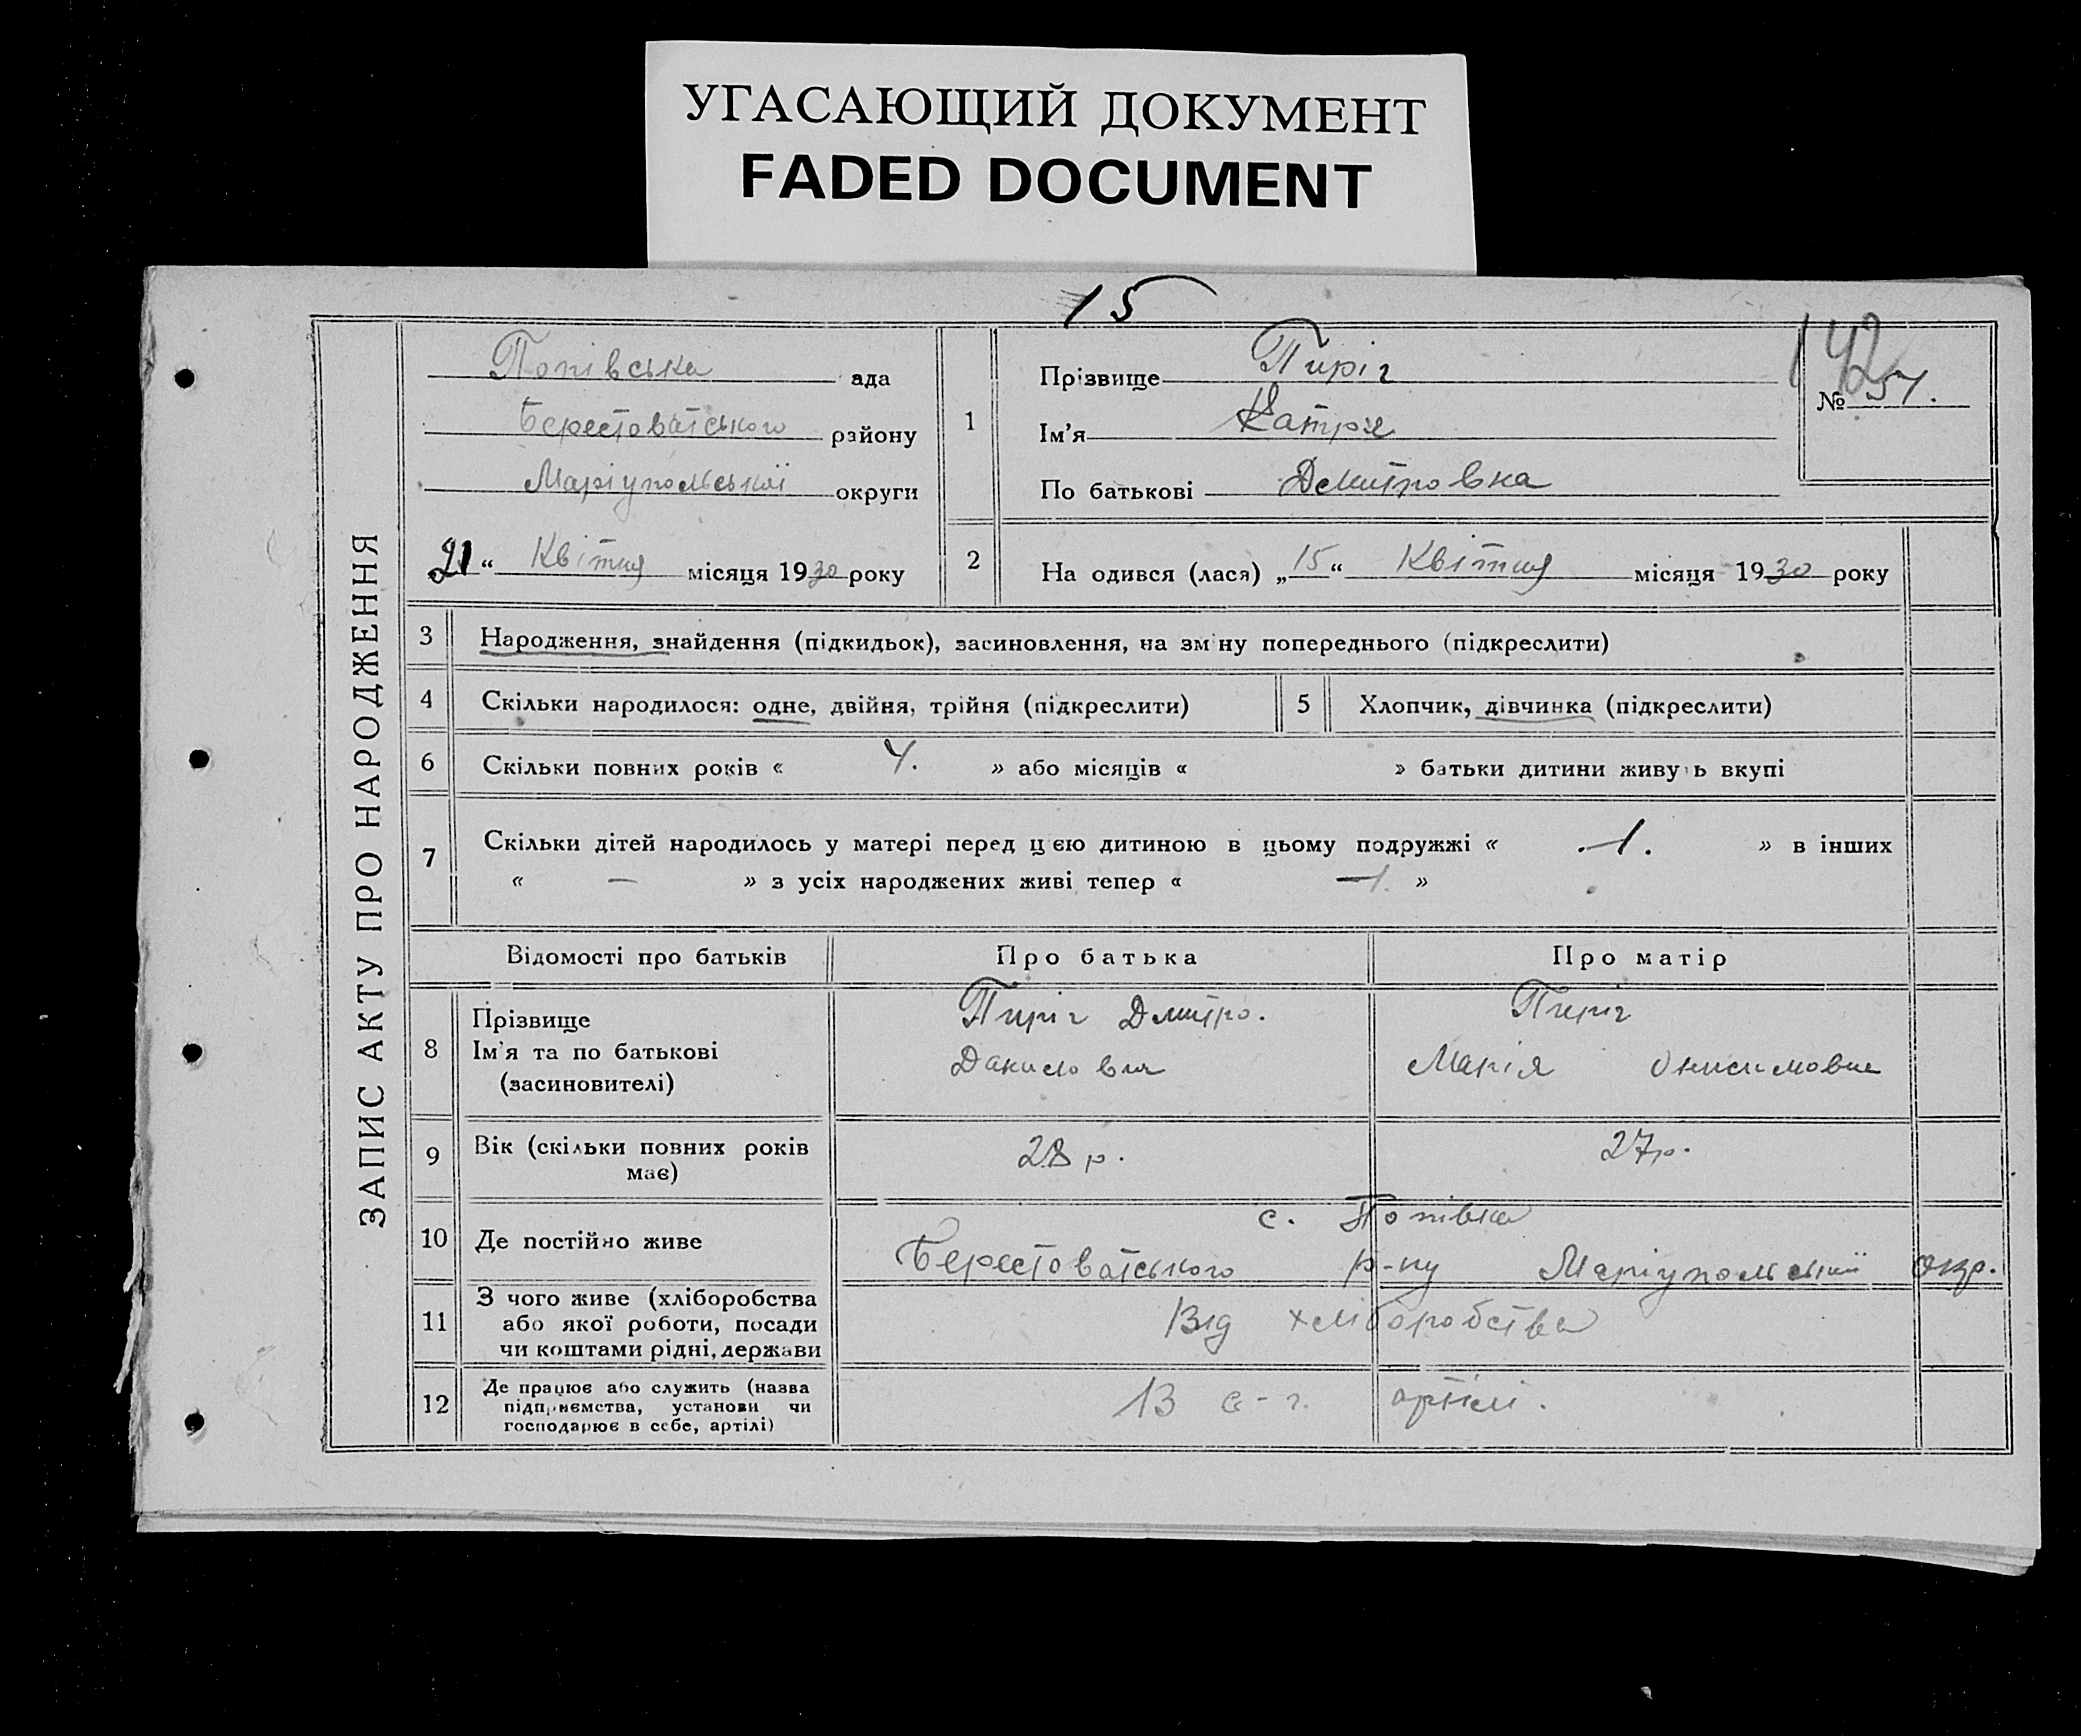 УГАСАЮЩИЙ ДОКУМЕНТ
FADED DOCUMENT
15
142
ЗАПИС АКТУ ПРО НАРОДЖЕННЯ
Попівська ада
Берестоватського району
Маріупольської округи
21 “ Квітня місяця 1930 року
1
Прізвище Пиріг
Ім’я Катря
По батькові Дмитровна
№ 51.
2 На одився (лася) „15“ Квітня місяця 1930 року
3 Народження, знайдення (підкидьок), засиновлення, на зм ну попереднього (підкреслити)
4 Скільки народилося: одне, двійня, трійня (підкреслити) 5 Хлопчик, дівчинка (підкреслити)
6 Скільки повних років « 4. » або місяців « » батьки дитини живу ь вкупі
7 Скільки дітей народилось у матері перед цєю дитиною в цьому подружжі « 1. » в інших
« — » з усіх народжених живі тепер « 1. »
Відомості про батьків Про батька Про матір
8 Прізвище
Ім’я та по батькові
(засиновителі)
Пиріг Дмитро.
Данилович
Пиріг
Марія Онисимовна
9 Вік (скільки повних років
має)
28 р. 27 р.
10 Де постійно живе
с. Попівка
Берестоватського р-ну Маріупольської окр.
11 З чого живе (хліборобства
або якої роботи, посади
чи коштами рідні, держави
Від хліборобства
12 Де працює або служить (назва
підприємства, установи чи
господарює в себе, артілі)
В с-г. артілі.